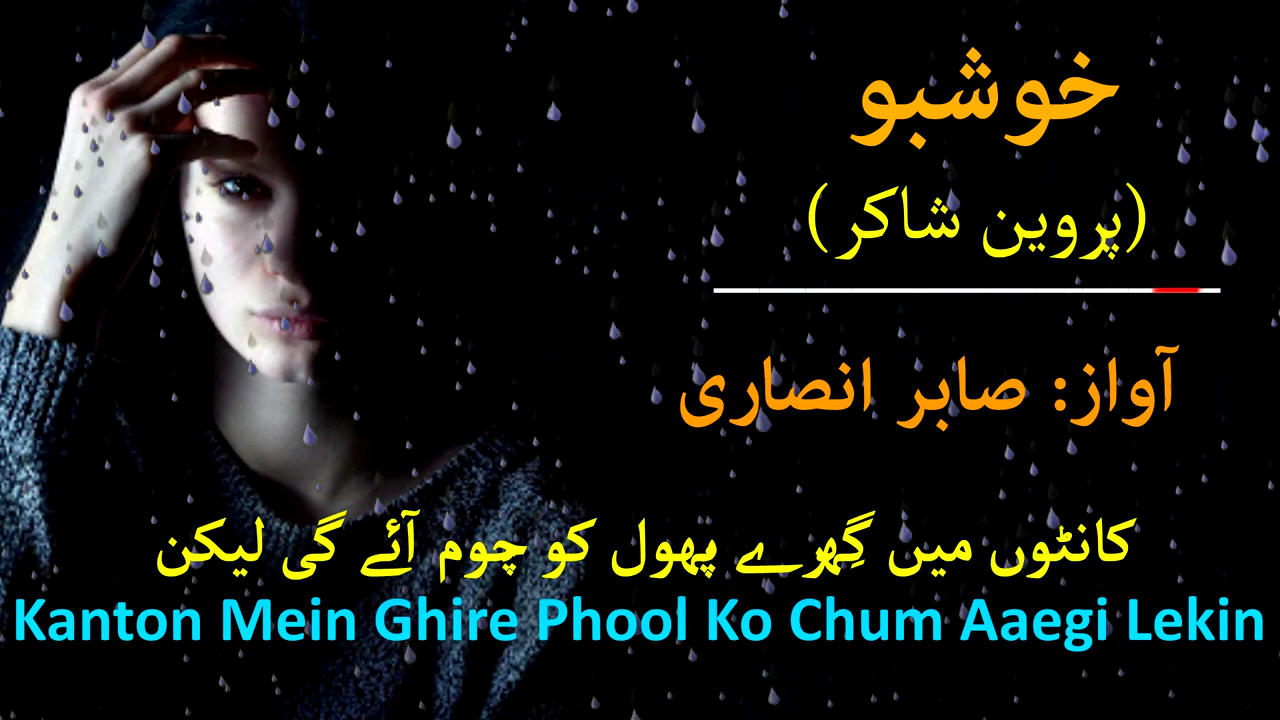 خوشبو
(پروین شاکر)
آواز: صابر انصاری
کانٹوں میں گِھرے پھول کو چوم آئے گی لیکن
Kanton Mein Ghire Phool Ko Chum Aaegi Lekin